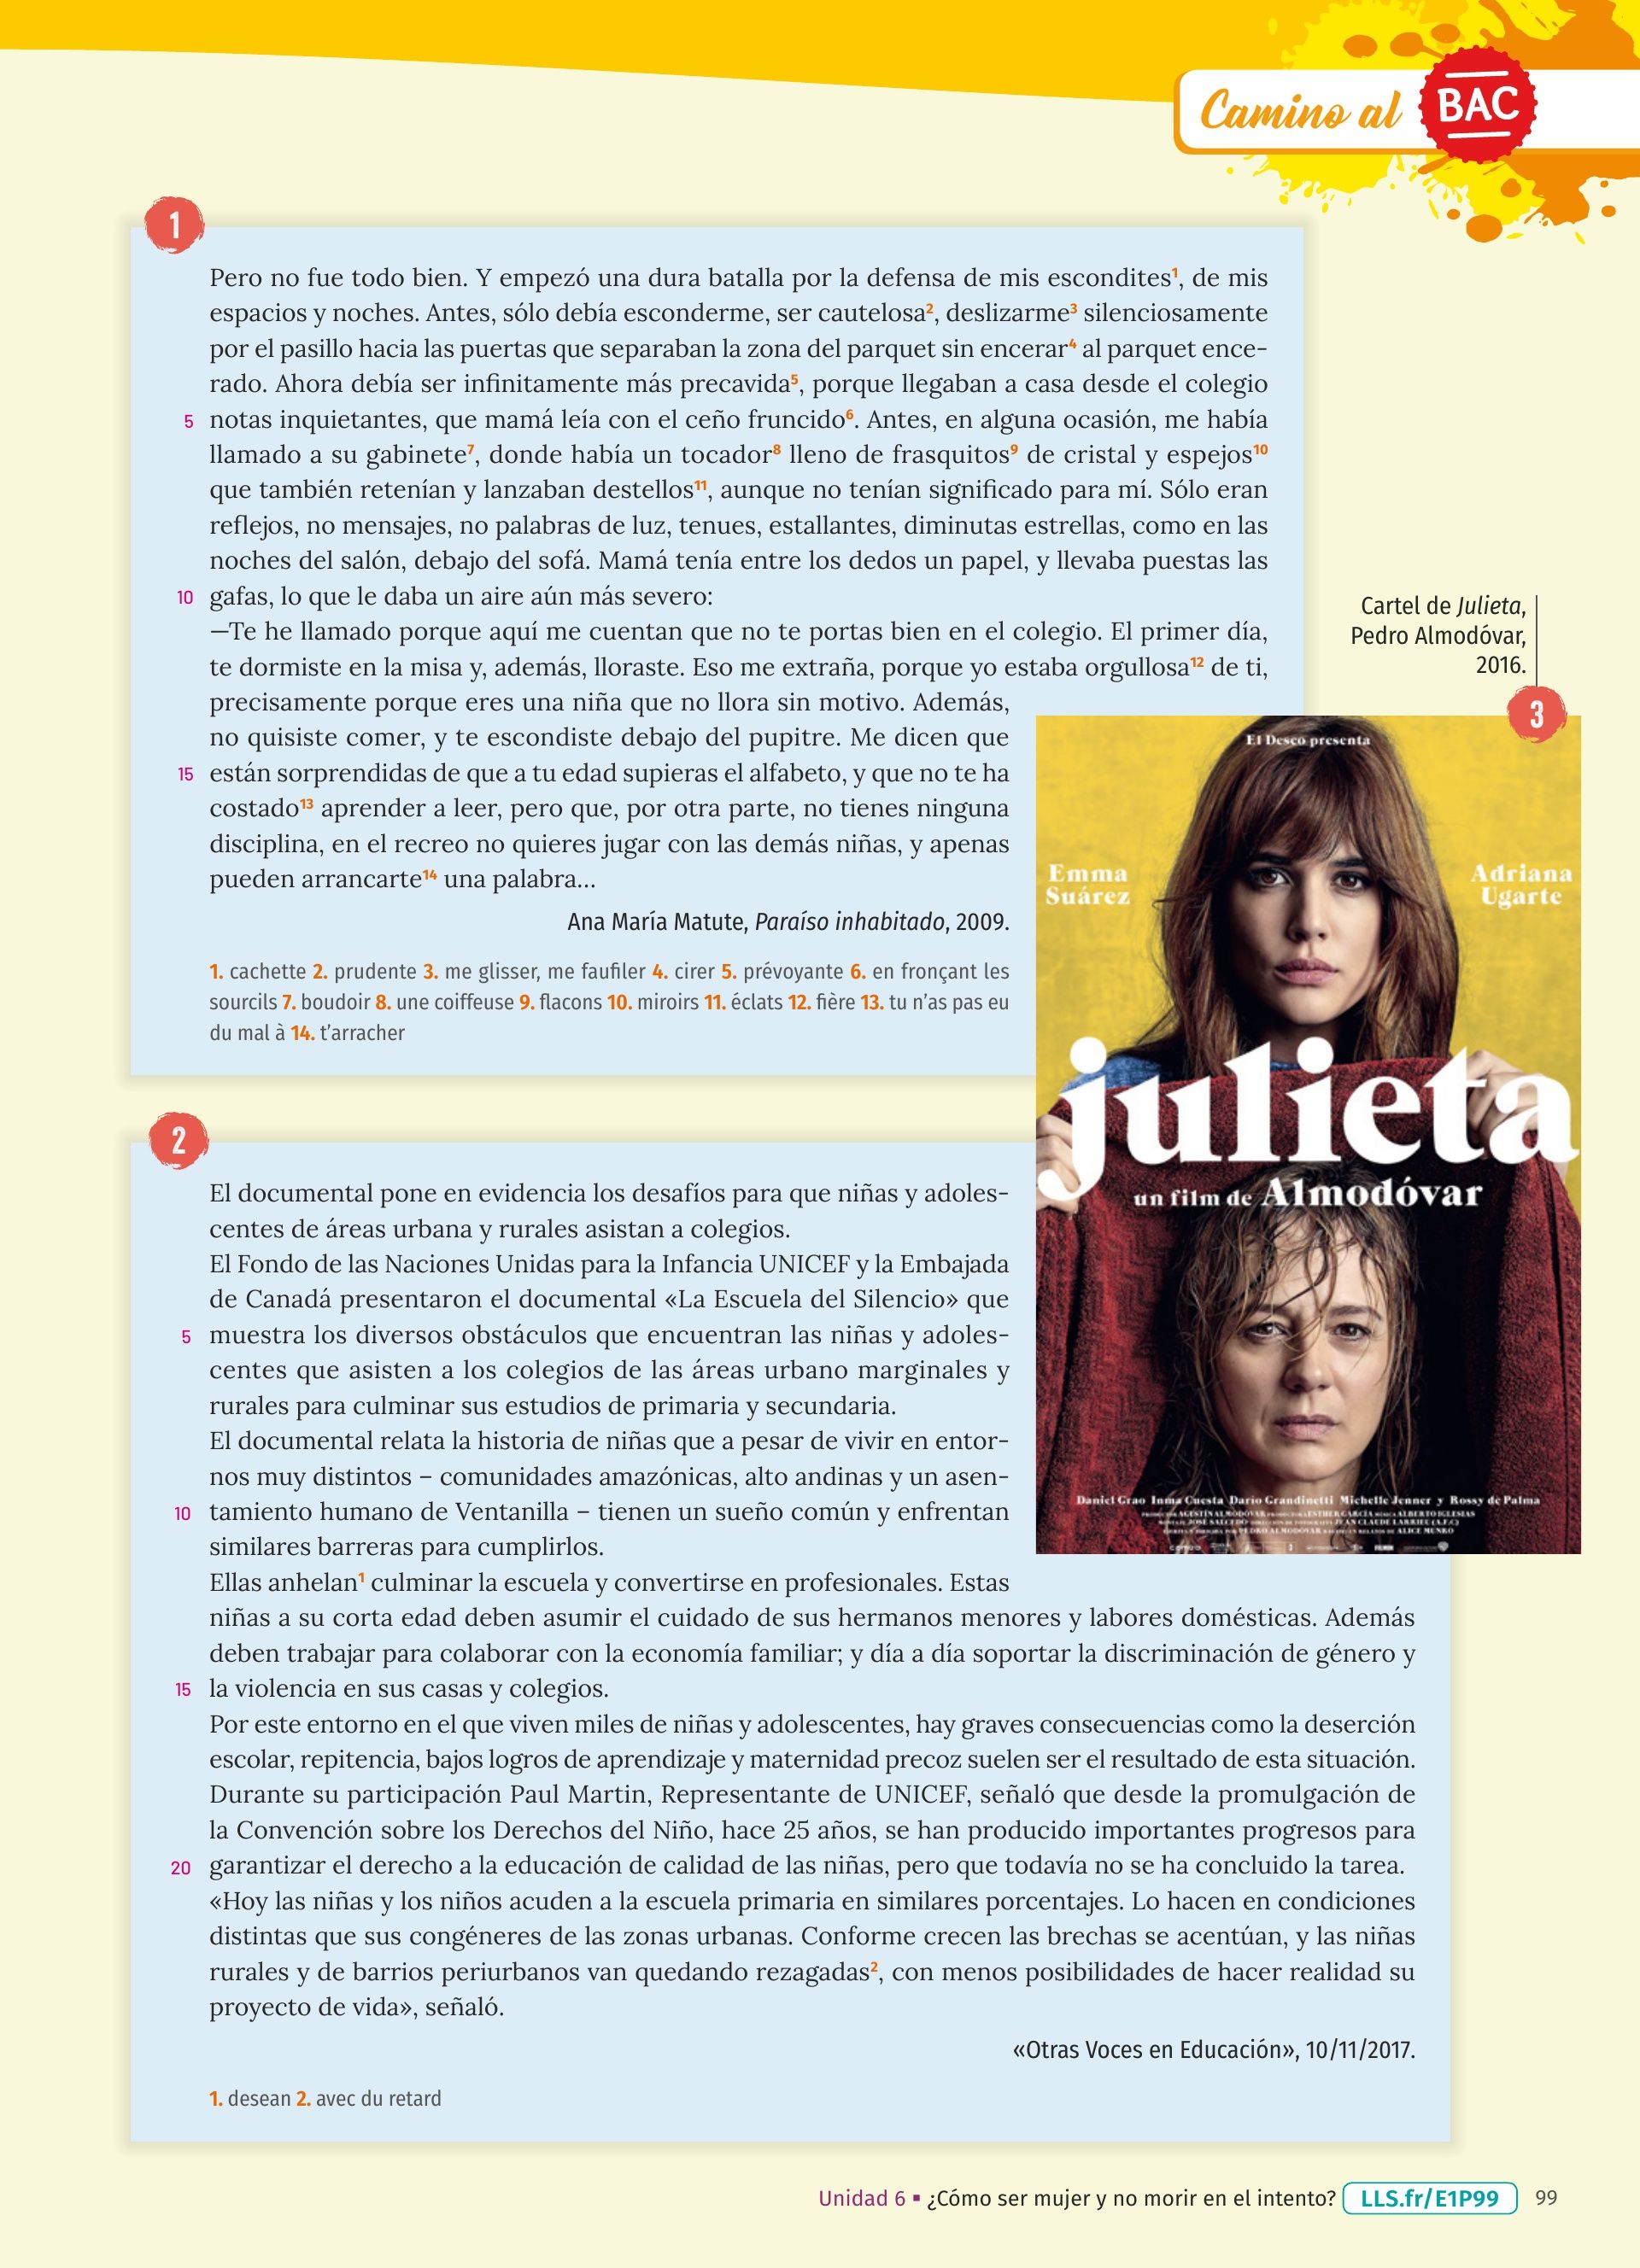 Camino al BAC
1
Pero no fue todo bien. Y empezó una dura batalla por la defensa de mis escondites¹, de mis
espacios y noches. Antes, sólo debía esconderme, ser cautelosa², deslizarme³ silenciosamente
por el pasillo hacia las puertas que separaban la zona del parquet sin encerar⁴ al parquet ence-
rado. Ahora debía ser infinitamente más precavida⁵, porque llegaban a casa desde el colegio
5 notas inquietantes, que mamá leía con el ceño fruncido⁶. Antes, en alguna ocasión, me había
llamado a su gabinete⁷, donde había un tocador⁸ lleno de frasquitos⁹ de cristal y espejos¹⁰
que también retenían y lanzaban destellos¹¹, aunque no tenían significado para mí. Sólo eran
reflejos, no mensajes, no palabras de luz, tenues, estallantes, diminutas estrellas, como en las
noches del salón, debajo del sofá. Mamá tenía entre los dedos un papel, y llevaba puestas las
10 gafas, lo que le daba un aire aún más severo:
—Te he llamado porque aquí me cuentan que no te portas bien en el colegio. El primer día,
te dormiste en la misa y, además, lloraste. Eso me extraña, porque yo estaba orgullosa¹² de ti,
precisamente porque eres una niña que no llora sin motivo. Además,
no quisiste comer, y te escondiste debajo del pupitre. Me dicen que
15 están sorprendidas de que a tu edad supieras el alfabeto, y que no te ha
costado¹³ aprender a leer, pero que, por otra parte, no tienes ninguna
disciplina, en el recreo no quieres jugar con las demás niñas, y apenas
pueden arrancarte¹⁴ una palabra…
Ana María Matute, Paraíso inhabitado, 2009.
1. cachette 2. prudente 3. me glisser, me faufiler 4. cirer 5. prévoyante 6. en fronçant les
sourcils 7. boudoir 8. une coiffeuse 9. flacons 10. miroirs 11. éclats 12. fière 13. tu n'as pas eu
du mal à 14. t'arracher
Cartel de Julieta,
Pedro Almodóvar,
2016.
3
El Deseo presenta
Emma
Suárez
Adriana
Ugarte
julieta
un film de Almodóvar
Daniel Grao Inma Cuesta Darío Grandinetti Michelle Jenner y Rossy de Palma
2
El documental pone en evidencia los desafíos para que niñas y adoles-
centes de áreas urbana y rurales asistan a colegios.
El Fondo de las Naciones Unidas para la Infancia UNICEF y la Embajada
de Canadá presentaron el documental «La Escuela del Silencio» que
5 muestra los diversos obstáculos que encuentran las niñas y adoles-
centes que asisten a los colegios de las áreas urbano marginales y
rurales para culminar sus estudios de primaria y secundaria.
El documental relata la historia de niñas que a pesar de vivir en entor-
nos muy distintos – comunidades amazónicas, alto andinas y un asen-
10 tamiento humano de Ventanilla – tienen un sueño común y enfrentan
similares barreras para cumplirlos.
Ellas anhelan¹ culminar la escuela y convertirse en profesionales. Estas
niñas a su corta edad deben asumir el cuidado de sus hermanos menores y labores domésticas. Además
deben trabajar para colaborar con la economía familiar; y día a día soportar la discriminación de género y
15 la violencia en sus casas y colegios.
Por este entorno en el que viven miles de niñas y adolescentes, hay graves consecuencias como la deserción
escolar, repitencia, bajos logros de aprendizaje y maternidad precoz suelen ser el resultado de esta situación.
Durante su participación Paul Martin, Representante de UNICEF, señaló que desde la promulgación de
la Convención sobre los Derechos del Niño, hace 25 años, se han producido importantes progresos para
20 garantizar el derecho a la educación de calidad de las niñas, pero que todavía no se ha concluido la tarea.
«Hoy las niñas y los niños acuden a la escuela primaria en similares porcentajes. Lo hacen en condiciones
distintas que sus congéneres de las zonas urbanas. Conforme crecen las brechas se acentúan, y las niñas
rurales y de barrios periurbanos van quedando rezagadas², con menos posibilidades de hacer realidad su
proyecto de vida», señaló.
«Otras Voces en Educación», 10/11/2017.
1. desean 2. avec du retard
Unidad 6 ▪ ¿Cómo ser mujer y no morir en el intento? LLS.fr/E1P99 99